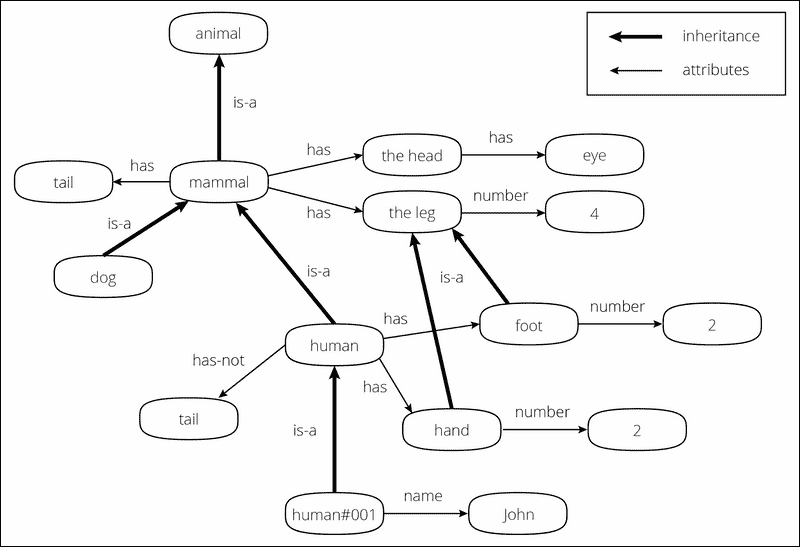 animal
inheritance
attributes
is-a
has
the head
has
eye
tail
has
mammal
has
the leg
number
4
is-a
dog
is-a
is-a
has
foot
number
2
human
has-not
has
tail
hand
number
2
is-a
human#001
name
John